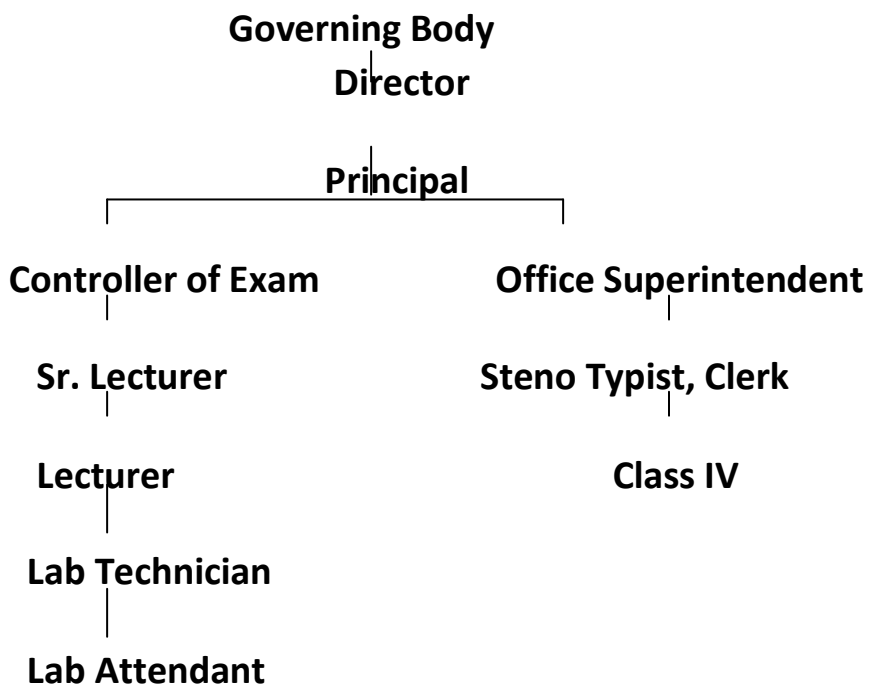 Governing Body
Director
Principal
Controller of Exam
Office Superintendent
Sr. Lecturer
Steno Typist, Clerk
Lecturer
Class IV
Lab Technician
Lab Attendant